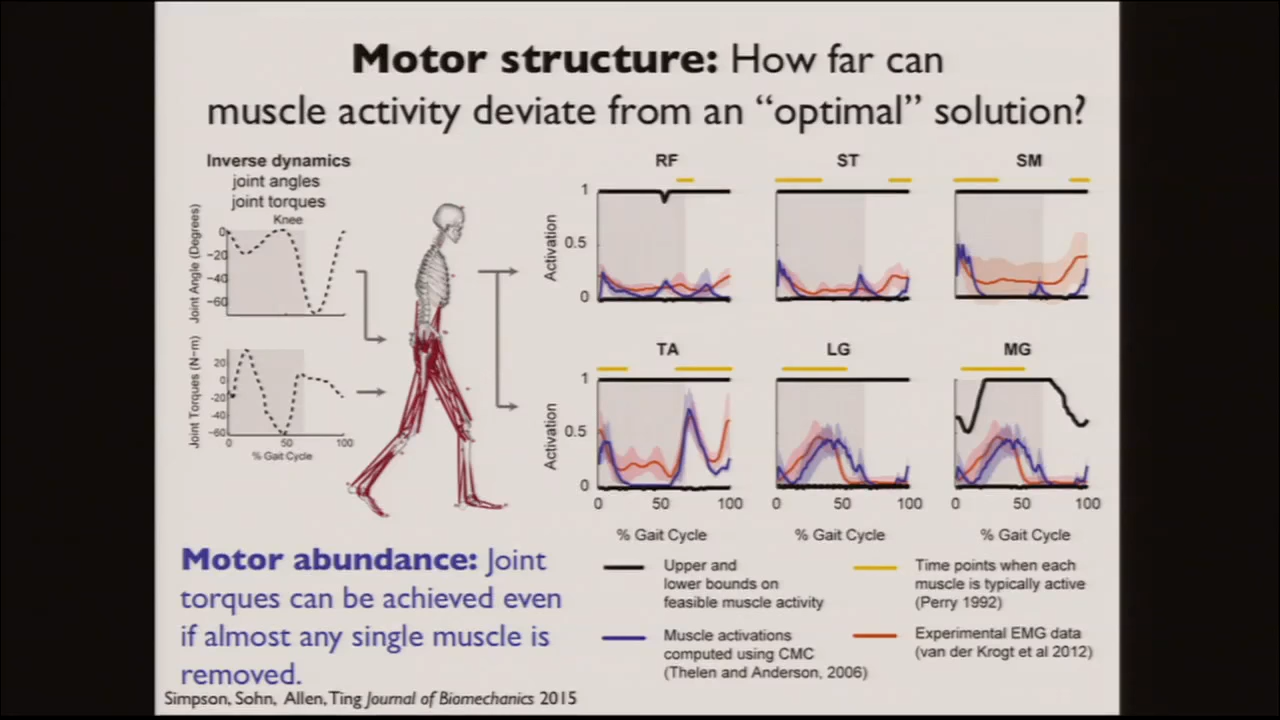 Motor structure: How far can
muscle activity deviate from an “optimal” solution?
Inverse dynamics
joint angles
joint torques
Knee
Joint Angle (Degrees)
0
−20
−40
−60
Joint Torques (N−m)
20
0
−20
−40
−60
0 50 100
% Gait Cycle
RF ST SM
Activation
1
0.5
0
TA LG MG
Activation
1
0.5
0
0 50 100 0 50 100 0 50 100
% Gait Cycle % Gait Cycle % Gait Cycle
Motor abundance: Joint
torques can be achieved even
if almost any single muscle is
removed.
Upper and
lower bounds on
feasible muscle activity
Muscle activations
computed using CMC
(Thelen and Anderson, 2006)
Time points when each
muscle is typically active
(Perry 1992)
Experimental EMG data
(van der Krogt et al 2012)
Simpson, Sohn, Allen, Ting Journal of Biomechanics 2015